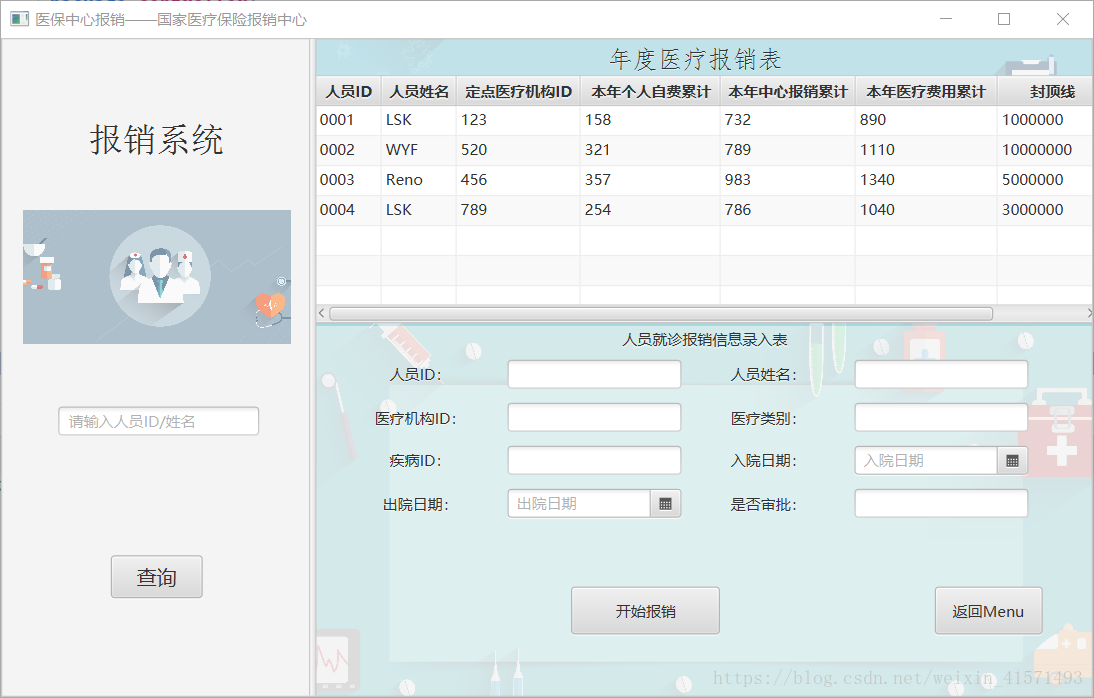 医保中心报销——国家医疗保险报销中心
报销系统
请输入人员ID/姓名
查询
年度医疗报销表
人员ID 人员姓名 定点医疗机构ID 本年个人自费累计 本年中心报销累计 本年医疗费用累计 封顶线
0001 LSK 123 158 732 890 1000000
0002 WYF 520 321 789 1110 10000000
0003 Reno 456 357 983 1340 5000000
0004 LSK 789 254 786 1040 3000000
人员就诊报销信息录入表
人员ID: 人员姓名:
医疗机构ID: 医疗类别:
疾病ID: 入院日期: 入院日期
出院日期: 出院日期 是否审批:
开始报销 返回Menu
https://blog.csdn.net/weixin_41571493